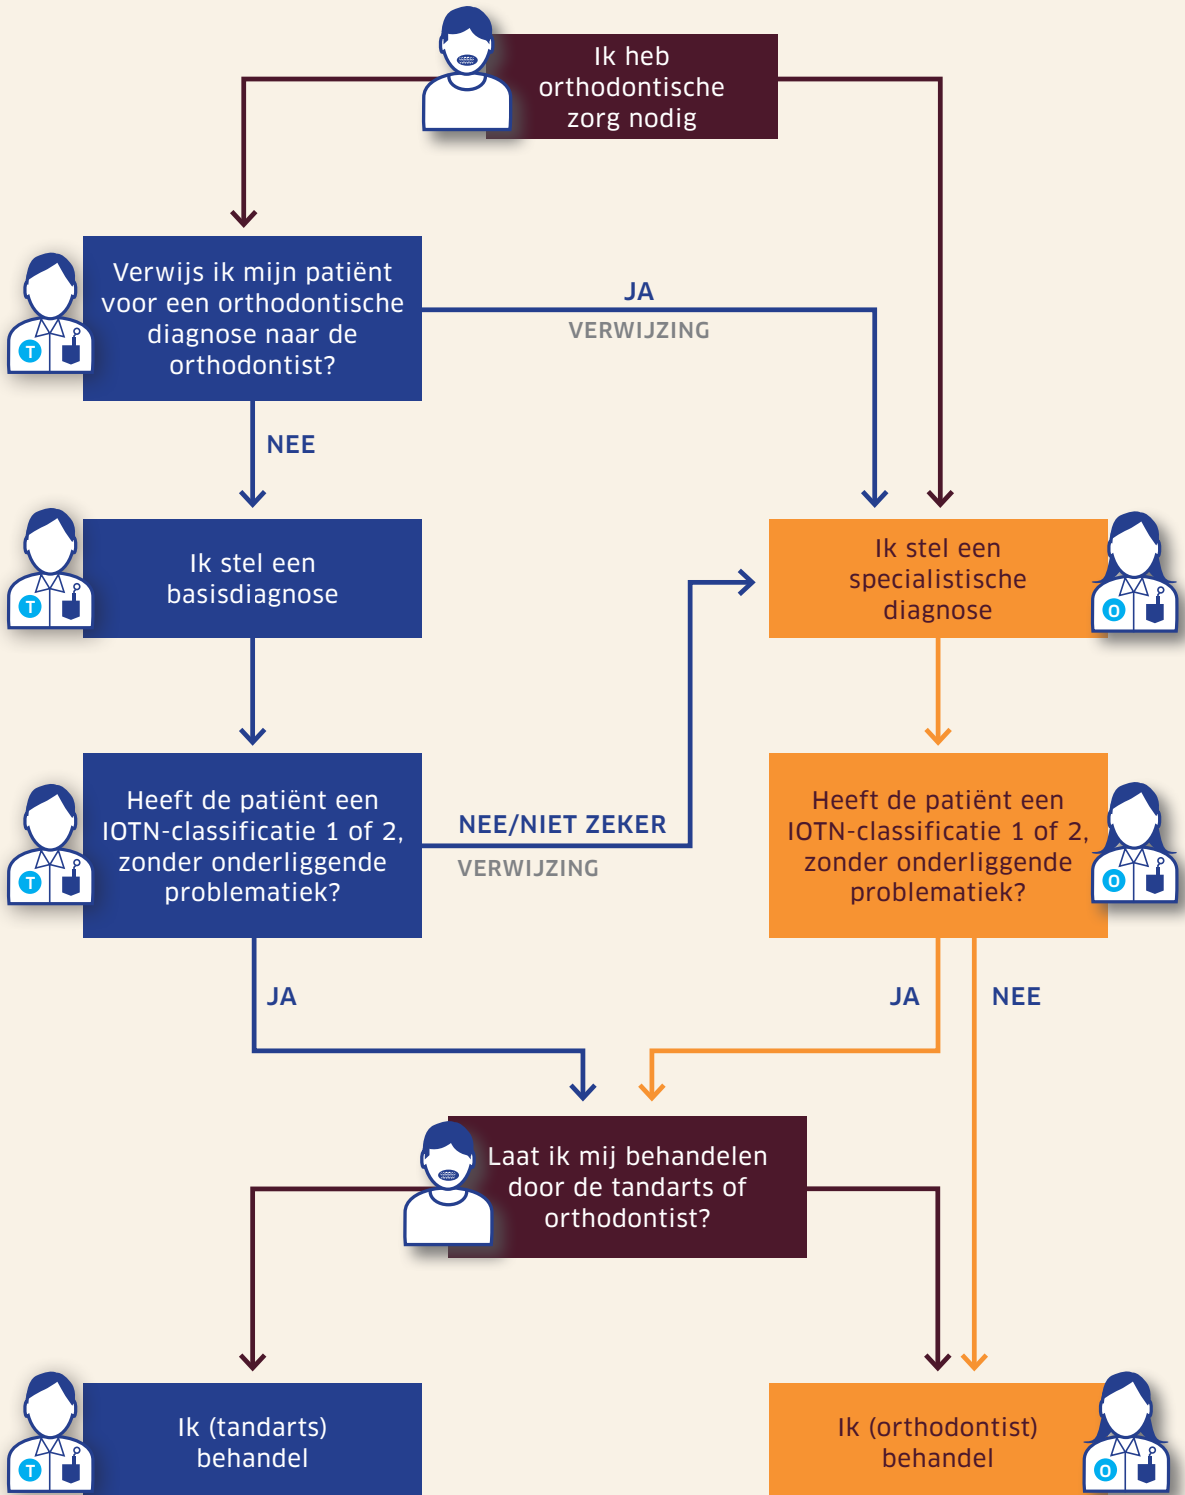 Ik heb
orthodontische
zorg nodig
Verwijs ik mijn patiënt
voor een orthodontische
diagnose naar de
orthodontist?
T
JA
VERWIJZING
NEE
Ik stel een
basisdiagnose
T
Ik stel een
specialistische
diagnose
O
Heeft de patiënt een
IOTN-classificatie 1 of 2,
zonder onderliggende
problematiek?
T
NEE/NIET ZEKER
VERWIJZING
Heeft de patiënt een
IOTN-classificatie 1 of 2,
zonder onderliggende
problematiek?
O
JA
JA
NEE
Laat ik mij behandelen
door de tandarts of
orthodontist?
Ik (tandarts)
behandel
T
Ik (orthodontist)
behandel
O